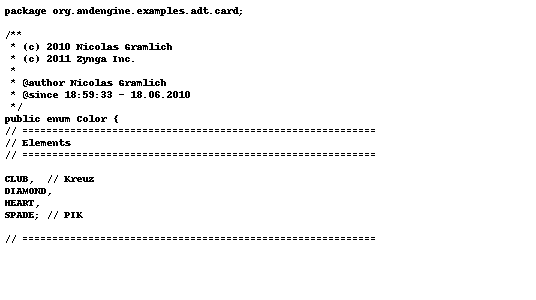 package org.andengine.examples.adt.card;

/**
 * (c) 2010 Nicolas Gramlich
 * (c) 2011 Zynga Inc.
 *
 * @author Nicolas Gramlich
 * @since 18:59:33 - 18.06.2010
 */
public enum Color {
// ===========================================================
// Elements
// ===========================================================

CLUB,  // Kreuz
DIAMOND,
HEART,
SPADE; // PIK

// ===========================================================